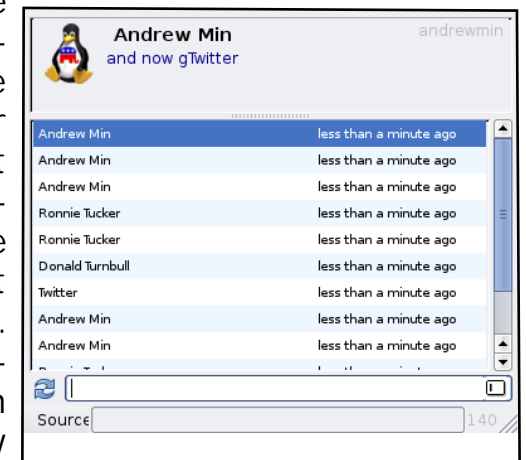 Andrew Min
andrewmin
and now gTwitter
Andrew Min less than a minute ago
Andrew Min less than a minute ago
Andrew Min less than a minute ago
Ronnie Tucker less than a minute ago
Ronnie Tucker less than a minute ago
Donald Turnbull less than a minute ago
Twitter less than a minute ago
Andrew Min less than a minute ago
Andrew Min less than a minute ago
Source
140